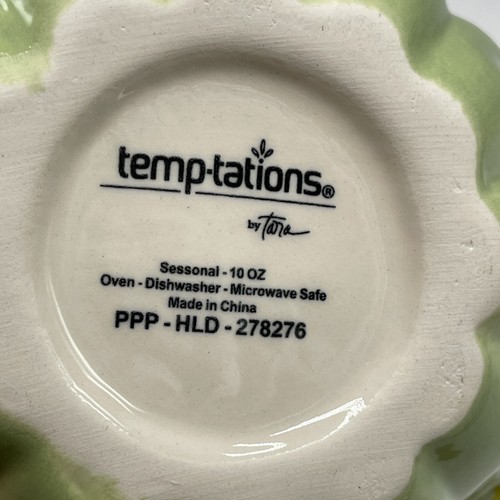 temp-tations®
by Tara
Sessonal - 10 OZ
Oven - Dishwasher - Microwave Safe
Made in China
PPP - HLD - 278276